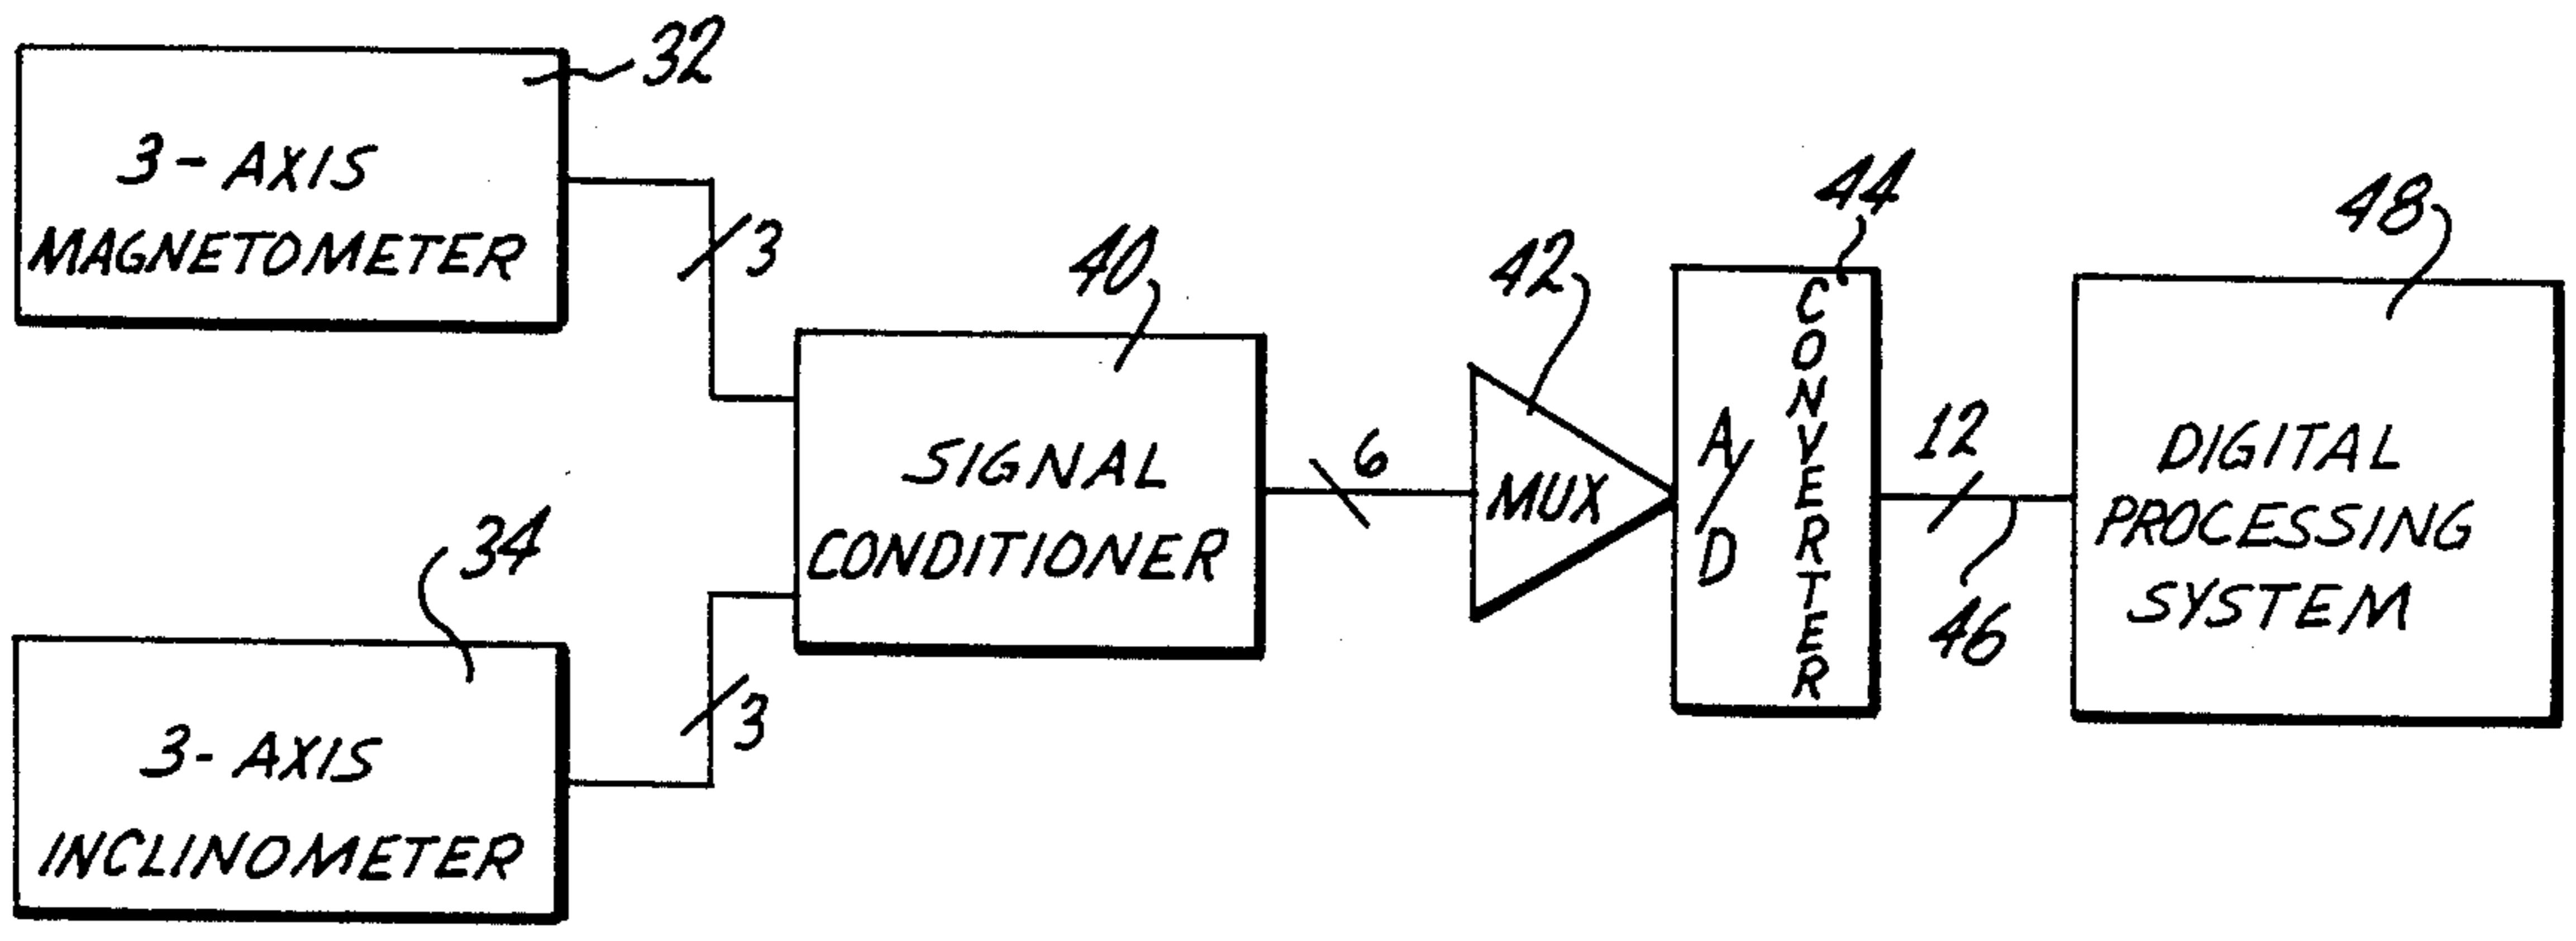 32
3-AXIS
MAGNETOMETER
3
34
3-AXIS
INCLINOMETER
3
40
SIGNAL
CONDITIONER
6
42
MUX
44
A/D
CONVERTER
12
46
48
DIGITAL
PROCESSING
SYSTEM